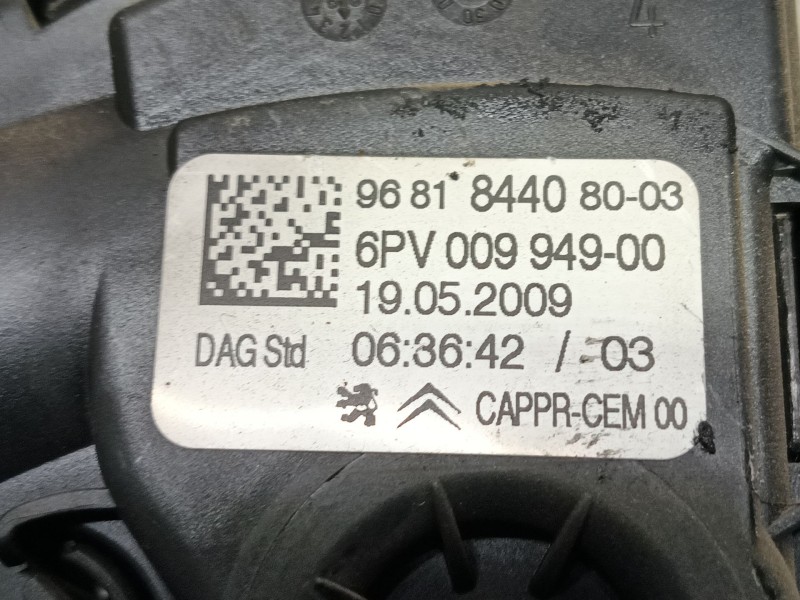 4
96 81 8440 80-03
6PV 009 949-00
19.05.2009
DAG Std 06:36:42 / -03
CAPPR-CEM 00